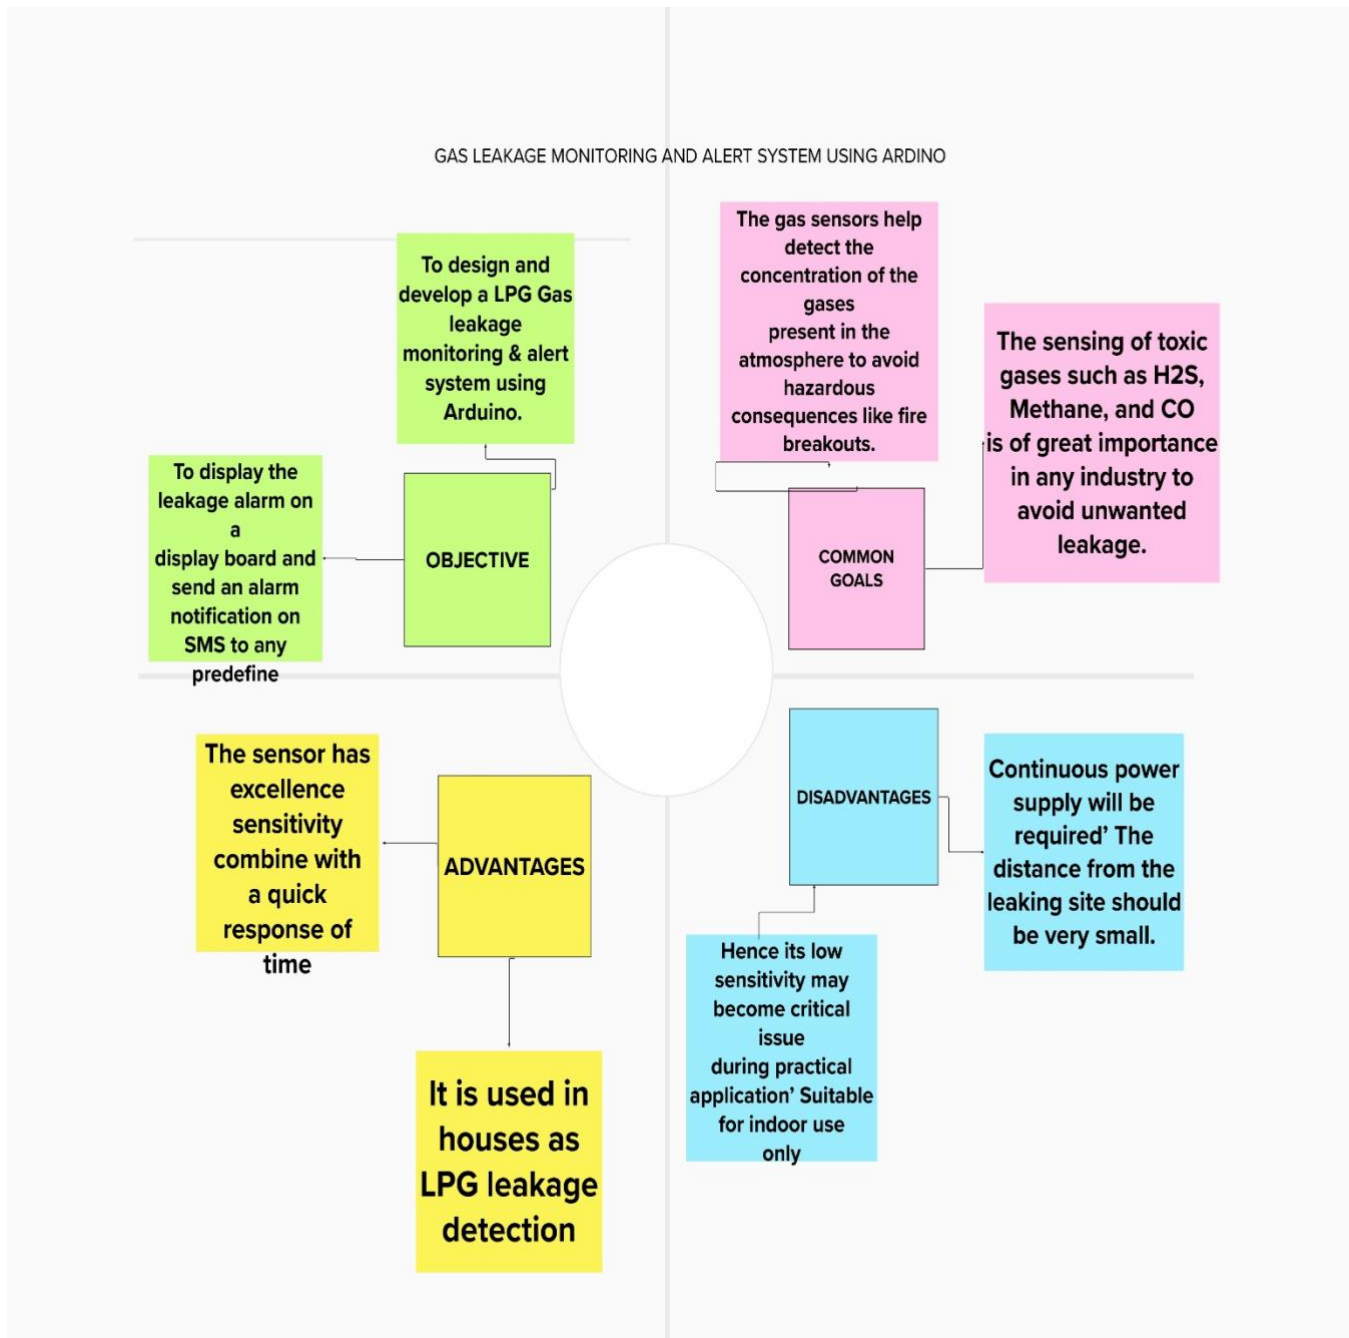 GAS LEAKAGE MONITORING AND ALERT SYSTEM USING ARDINO
To design and
develop a LPG Gas
leakage
monitoring & alert
system using
Arduino.
To display the
leakage alarm on
a
display board and
send an alarm
notification on
SMS to any
predefine
OBJECTIVE
The gas sensors help
detect the
concentration of the
gases
present in the
atmosphere to avoid
hazardous
consequences like fire
breakouts.
The sensing of toxic
gases such as H2S,
Methane, and CO
is of great importance
in any industry to
avoid unwanted
leakage.
COMMON
GOALS
The sensor has
excellence
sensitivity
combine with
a quick
response of
time
ADVANTAGES
It is used in
houses as
LPG leakage
detection
DISADVANTAGES
Continuous power
supply will be
required’ The
distance from the
leaking site should
be very small.
Hence its low
sensitivity may
become critical
issue
during practical
application’ Suitable
for indoor use
only